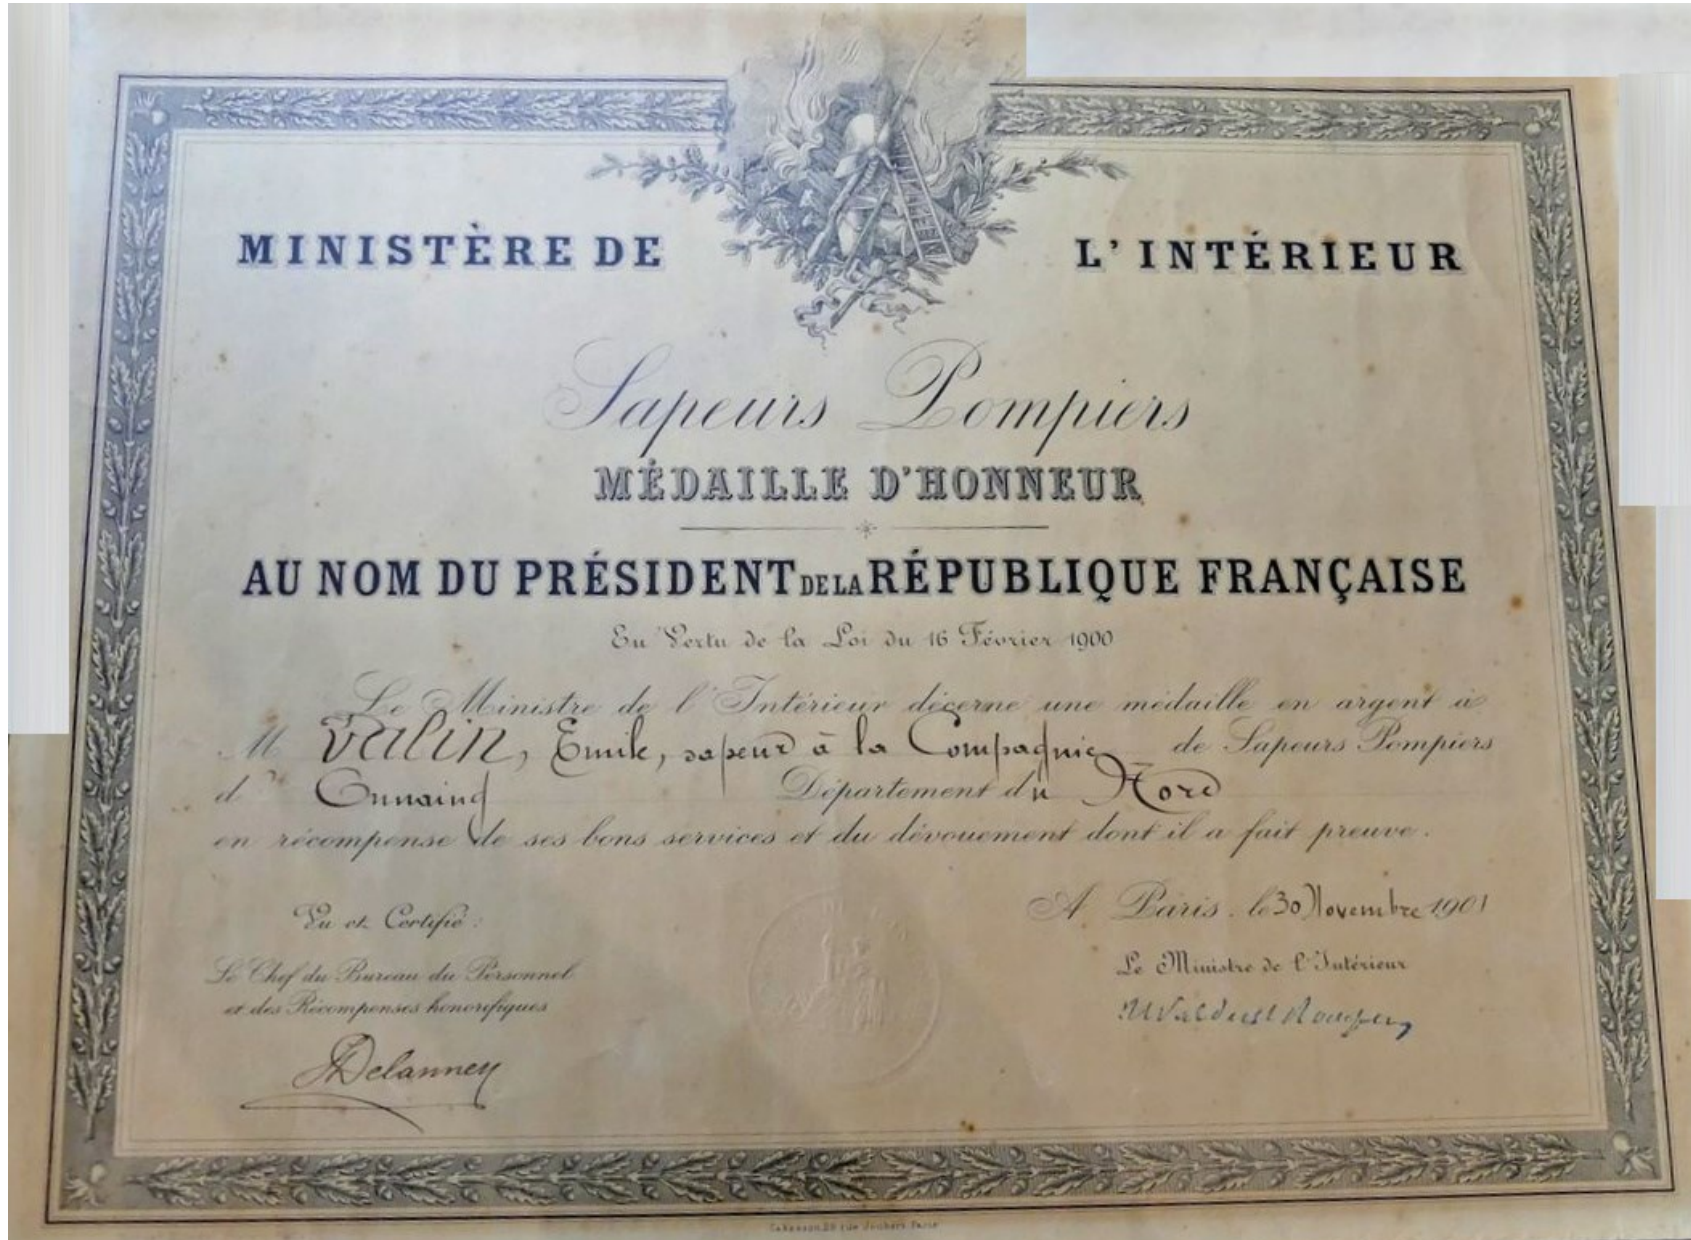 MINISTÈRE DE L'INTÉRIEUR
Sapeurs Pompiers
MÉDAILLE D'HONNEUR
AU NOM DU PRÉSIDENT DE LA RÉPUBLIQUE FRANÇAISE
En Vertu de la Loi du 16 Février 1900
Le Ministre de l'Intérieur décerne une médaille en argent à
M Valin, Emile, sapeur à la Compagnie de Sapeurs Pompiers
d' Onnaing Département du Nord
en récompense de ses bons services et du dévouement dont il a fait preuve.
A Paris, le 30 Novembre 1901
Vu et Certifié :
Le Chef du Bureau du Personnel
et des Récompenses honorifiques
Delanney
Le Ministre de l'Intérieur
Waldeck Rousseau
rue Joubert Paris